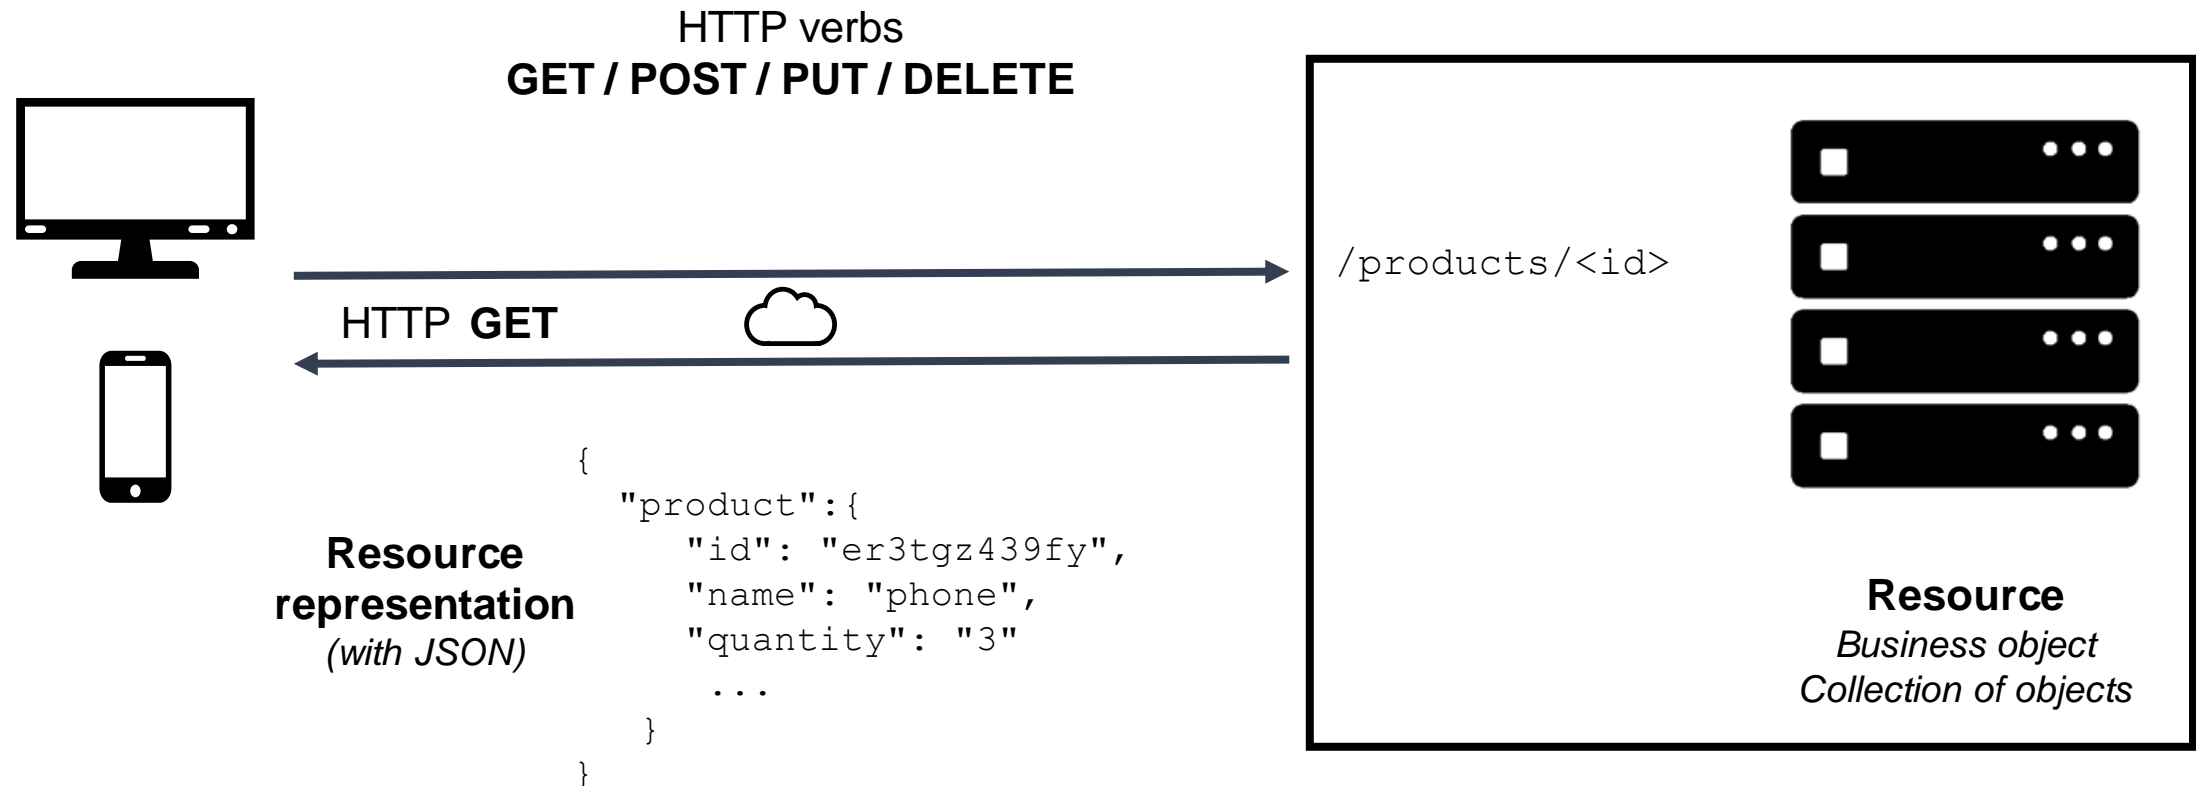 HTTP verbs
GET / POST / PUT / DELETE
/products/<id>
HTTP GET
{
"product":{
"id": "er3tgz439fy",
"name": "phone",
"quantity": "3"
...
}
}
Resource
representation
(with JSON)
Resource
Business object
Collection of objects